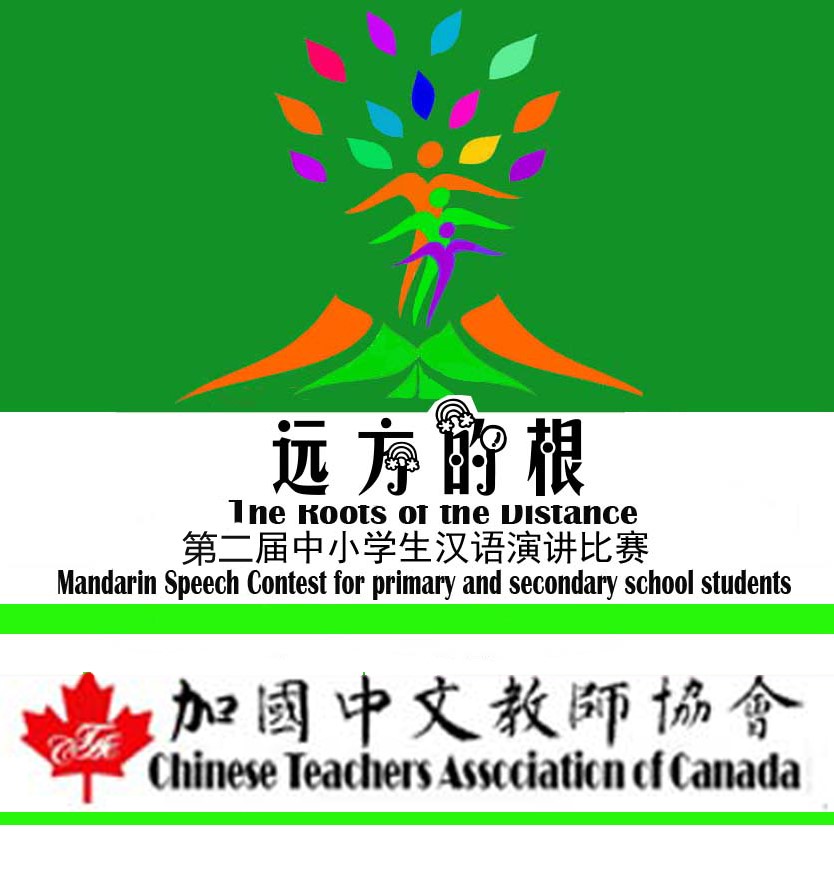 远方的根
The Roots of the Distance
第二届中小学生汉语演讲比赛
Mandarin Speech Contest for primary and secondary school students
加國中文教師協會
Chinese Teachers Association of Canada